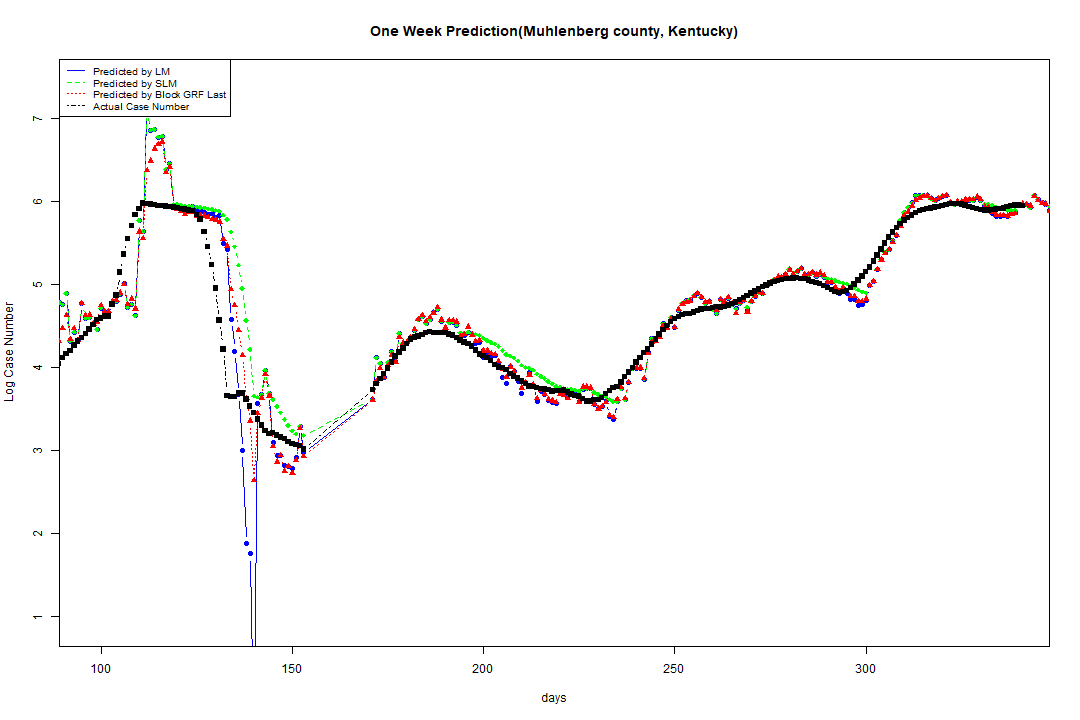 One Week Prediction(Muhlenberg county, Kentucky)
Predicted by LM
Predicted by SLM
Predicted by Block GRF Last
Actual Case Number
7
6
5
4
3
2
1
Log Case Number
100 150 200 250 300
days